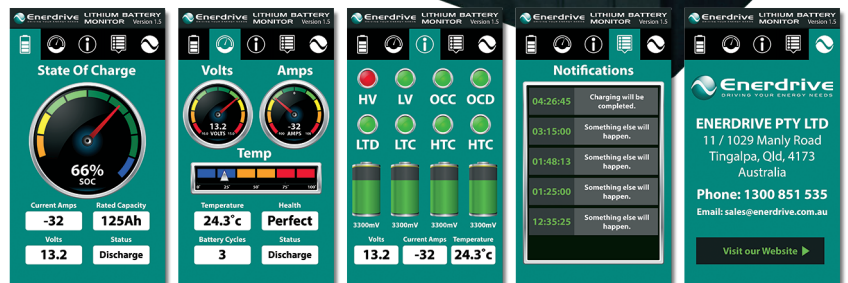 Enerdrive
LITHIUM BATTERY
MONITOR Version 1.5
State Of Charge
66%
SOC
Current Amps
Rated Capacity
-32
125Ah
Volts
Status
13.2
Discharge
Enerdrive
LITHIUM BATTERY
MONITOR Version 1.5
Volts
Amps
13.2
VOLTS
-32
AMPS
Temp
0°
25°
50°
75°
100°
Temperature
Health
24.3°c
Perfect
Battery Cycles
Status
3
Discharge
Enerdrive
LITHIUM BATTERY
MONITOR Version 1.5
HV
LV
OCC
OCD
LTD
LTC
HTC
HTC
3300mV
3300mV
3300mV
3300mV
Volts
Current Amps
Temperature
13.2
-32
24.3°c
Enerdrive
LITHIUM BATTERY
MONITOR Version 1.5
Notifications
04:26:45
Charging will be
completed.
03:15:00
Something else will
happen.
01:48:13
Something else will
happen.
01:25:00
Something else will
happen.
12:35:25
Something else will
happen.
Enerdrive
LITHIUM BATTERY
MONITOR Version 1.5
Enerdrive
DRIVING YOUR ENERGY NEEDS
ENERDRIVE PTY LTD
11 / 1029 Manly Road
Tingalpa, Qld, 4173
Australia
Phone: 1300 851 535
Email: sales@enerdrive.com.au
Visit our Website